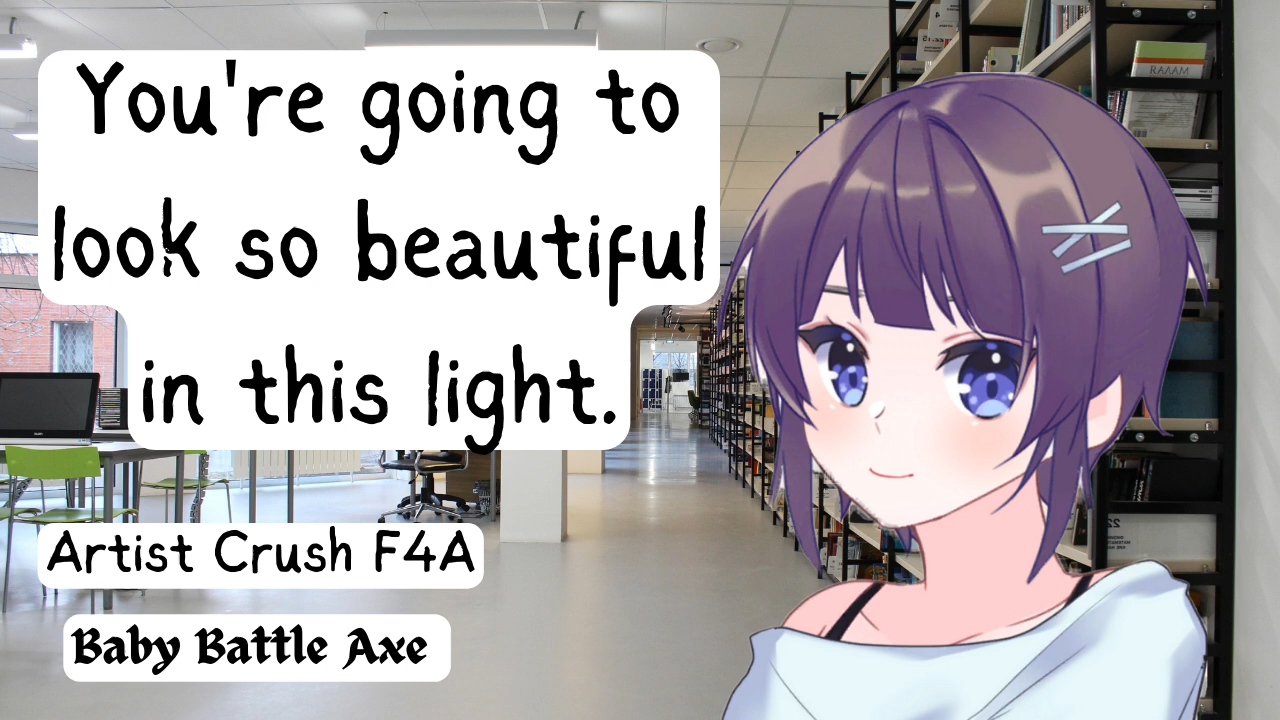 You're going to
look so beautiful
in this light.
Artist Crush F4A
Baby Battle Axe